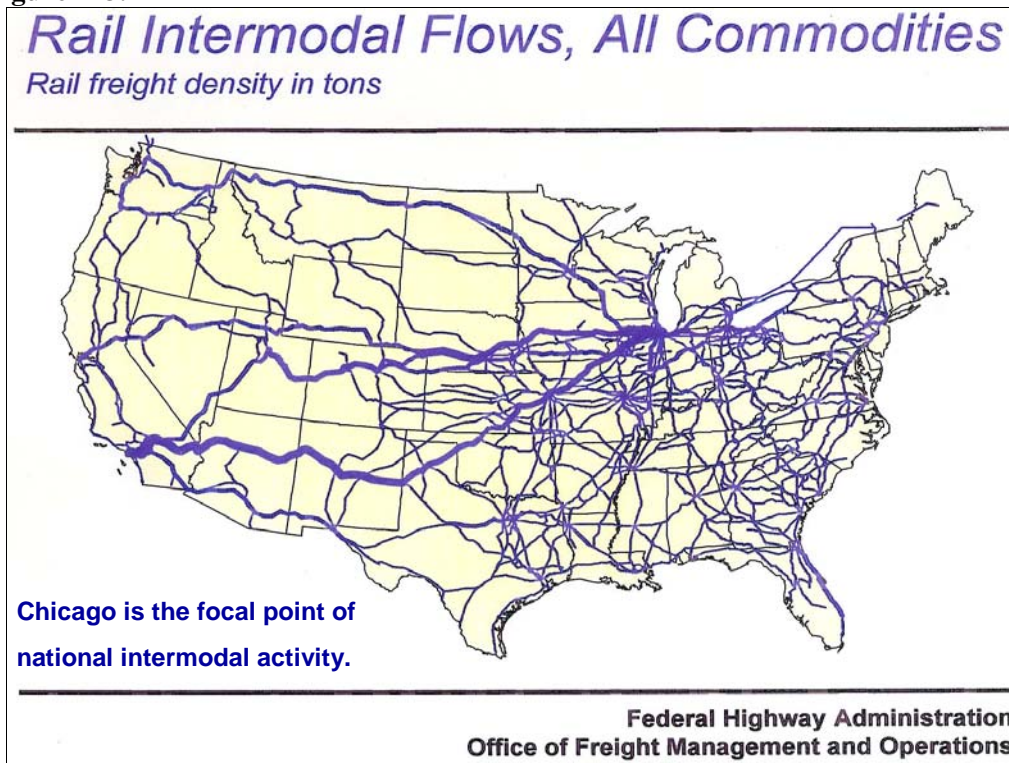 Rail Intermodal Flows, All Commodities
Rail freight density in tons
Chicago is the focal point of
national intermodal activity.
Federal Highway Administration
Office of Freight Management and Operations